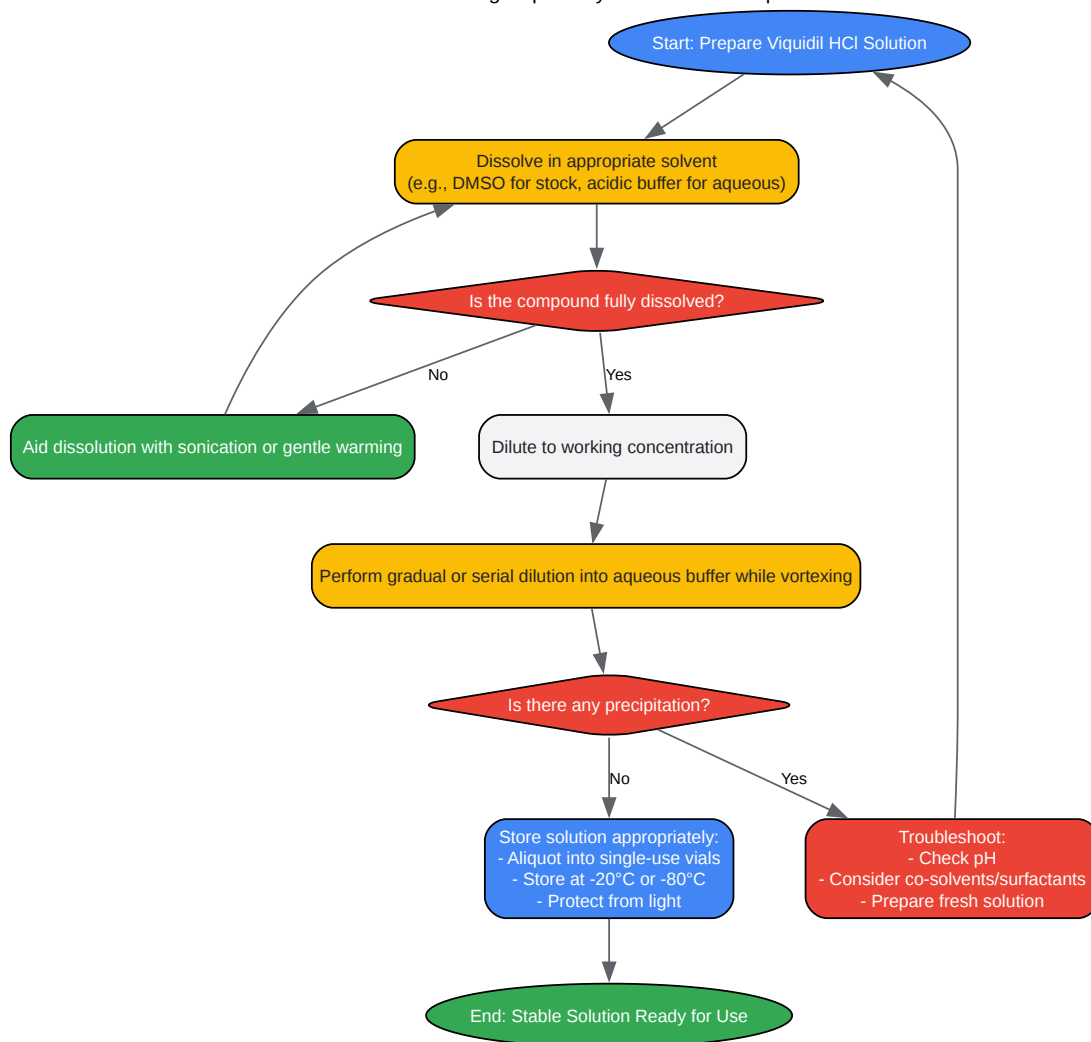 Start: Prepare Viquidil HCl Solution
Dissolve in appropriate solvent
(e.g., DMSO for stock, acidic buffer for aqueous)
Is the compound fully dissolved?
No
Yes
Aid dissolution with sonication or gentle warming
Dilute to working concentration
Perform gradual or serial dilution into aqueous buffer while vortexing
Is there any precipitation?
No
Yes
Store solution appropriately:
- Aliquot into single-use vials
- Store at -20°C or -80°C
- Protect from light
Troubleshoot:
- Check pH
- Consider co-solvents/surfactants
- Prepare fresh solution
End: Stable Solution Ready for Use